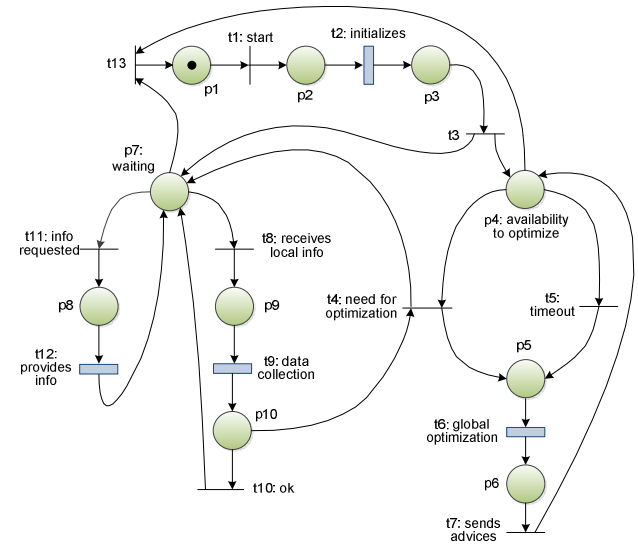 t1: start
t2: initializes
t13
p1
p2
p3
t3
p7:
waiting
p4: availability
to optimize
t11: info
requested
t8: receives
local info
p8
p9
t4: need for
optimization
t5:
timeout
p5
t12:
provides
info
t9: data
collection
p10
t6: global
optimization
p6
t10: ok
t7: sends
advices